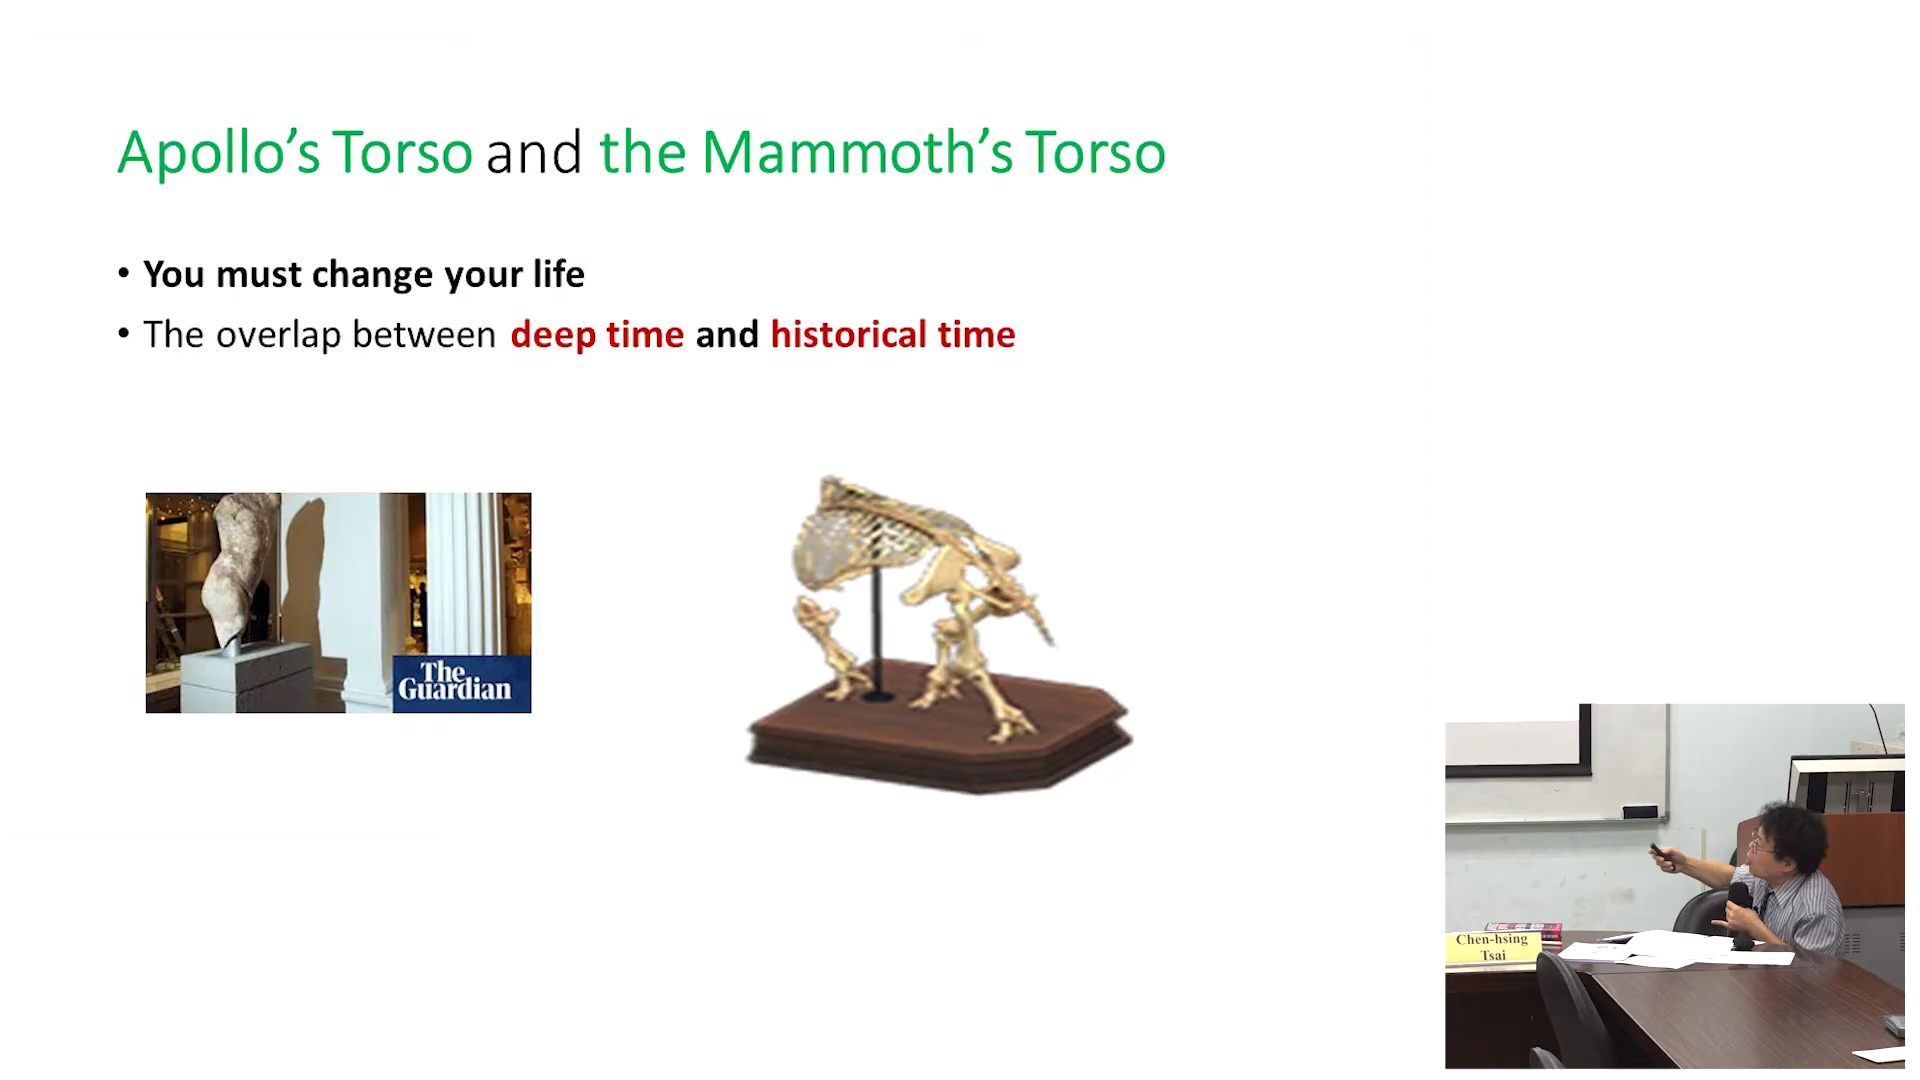 Apollo’s Torso and the Mammoth’s Torso
• You must change your life
• The overlap between deep time and historical time
The
Guardian
Chen-hsing
Tsai